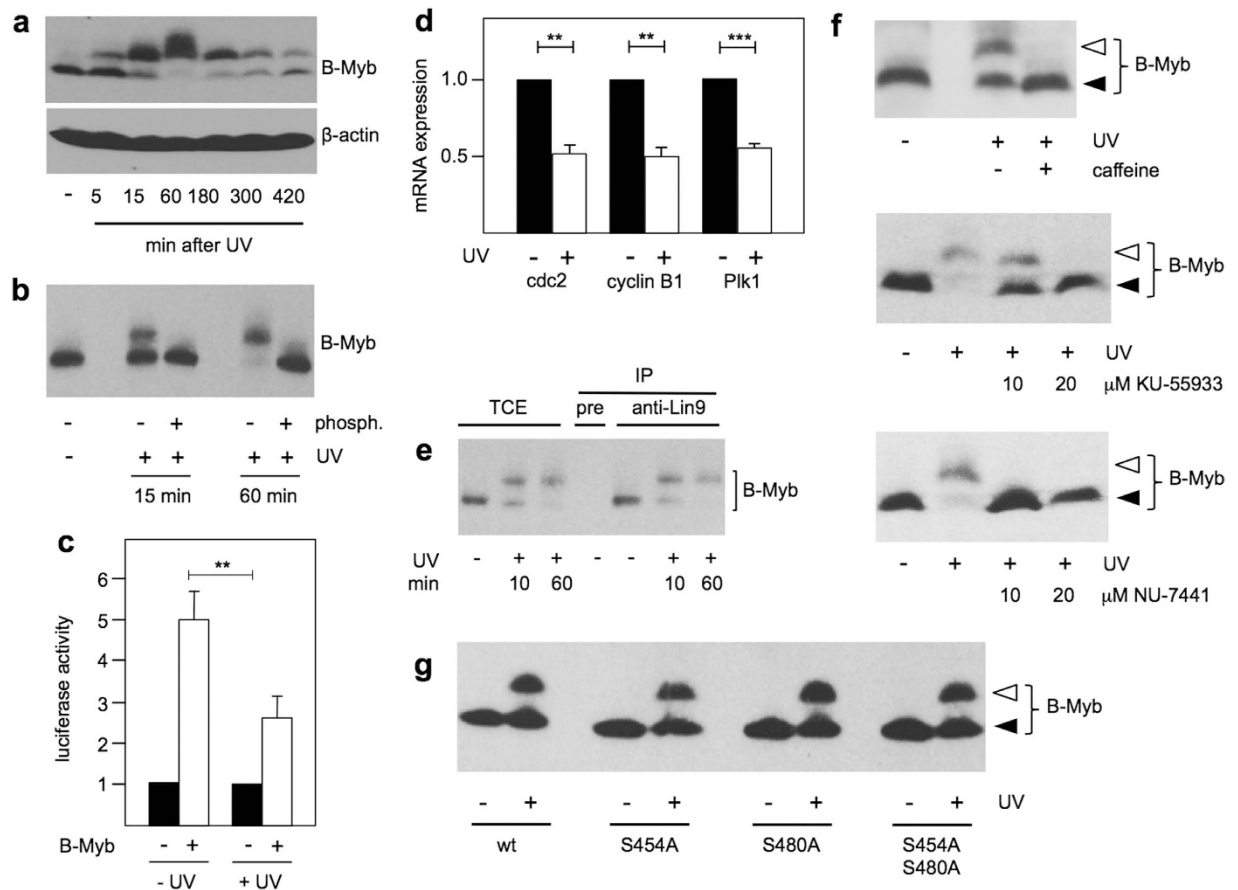 a
B-Myb
β-actin
- 5 15 60 180 300 420
min after UV
b
B-Myb
- - + - + phosph.
- + + + + UV
15 min 60 min
c
**
6
5
4
3
2
1
luciferase activity
B-Myb - + - +
- UV + UV
d
** ** ***
1.0
0.5
mRNA expression
UV - + - + - +
cdc2 cyclin B1 Plk1
e
IP
TCE pre anti-Lin9
B-Myb
UV - + + - - + +
min 10 60 10 60
f
B-Myb
- + + UV
- + caffeine
B-Myb
- + + + UV
10 20 μM KU-55933
B-Myb
- + + + UV
10 20 μM NU-7441
g
B-Myb
- + - + - + - + UV
wt S454A S480A S454A
S480A